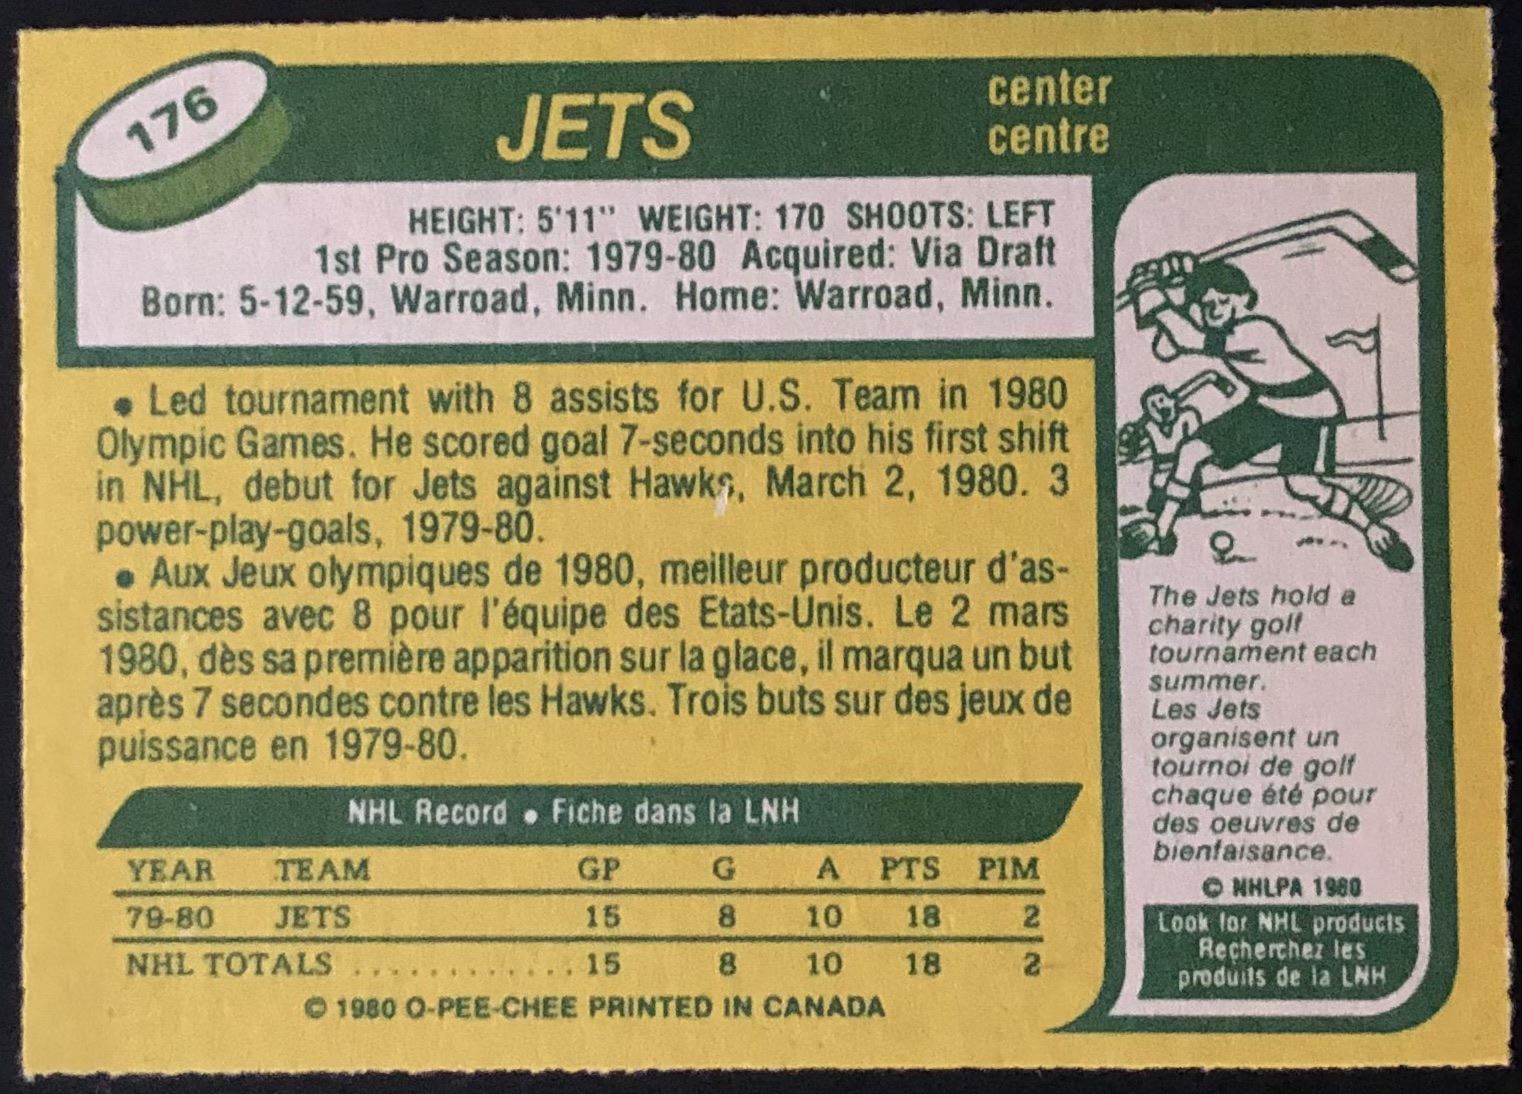 176
JETS
center
centre
HEIGHT: 5'11" WEIGHT: 170 SHOOTS: LEFT
1st Pro Season: 1979-80 Acquired: Via Draft
Born: 5-12-59, Warroad, Minn. Home: Warroad, Minn.
• Led tournament with 8 assists for U.S. Team in 1980
Olympic Games. He scored goal 7-seconds into his first shift
in NHL, debut for Jets against Hawks, March 2, 1980. 3
power-play-goals, 1979-80.
• Aux Jeux olympiques de 1980, meilleur producteur d'as-
sistances avec 8 pour l'équipe des Etats-Unis. Le 2 mars
1980, dès sa première apparition sur la glace, il marqua un but
après 7 secondes contre les Hawks. Trois buts sur des jeux de
puissance en 1979-80.
NHL Record • Fiche dans la LNH
YEAR TEAM GP G A PTS PIM
79-80 JETS 15 8 10 18 2
NHL TOTALS ............. 15 8 10 18 2
© 1980 O-PEE-CHEE PRINTED IN CANADA
The Jets hold a
charity golf
tournament each
summer.
Les Jets
organisent un
tournoi de golf
chaque été pour
des oeuvres de
bienfaisance.
© NHLPA 1980
Look for NHL products
Recherchez les
produits de la LNH